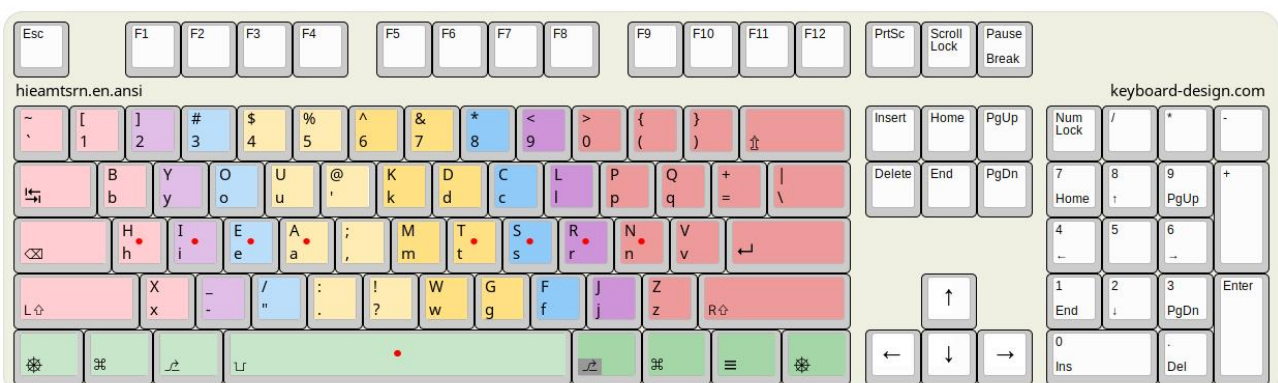 Esc F1 F2 F3 F4 F5 F6 F7 F8 F9 F10 F11 F12 PrtSc Scroll Lock Pause Break
hieamtsrn.en.ansi keyboard-design.com
~ ` [ 1 ] 2 # 3 $ 4 % 5 ^ 6 & 7 * 8 < 9 > 0 { ( } ) ⇧ Insert Home PgUp Num Lock / * -
↹ B b Y y O o U u @ ' K k D d C c L l P p Q q + = | \ Delete End PgDn 7 Home 8 ↑ 9 PgUp +
⌫ H h I i E e A a ; , M m T t S s R r N n V v ↵ 4 ← 5 6 →
L⇧ X x _ - / " : . ! ? W w G g F f J j Z z R⇧ ↑ 1 End 2 ↓ 3 PgDn Enter
⎈ ⌘ ⎇ ⌴ ⎇ ⌘ ≡ ⎈ ← ↓ → 0 Ins . Del